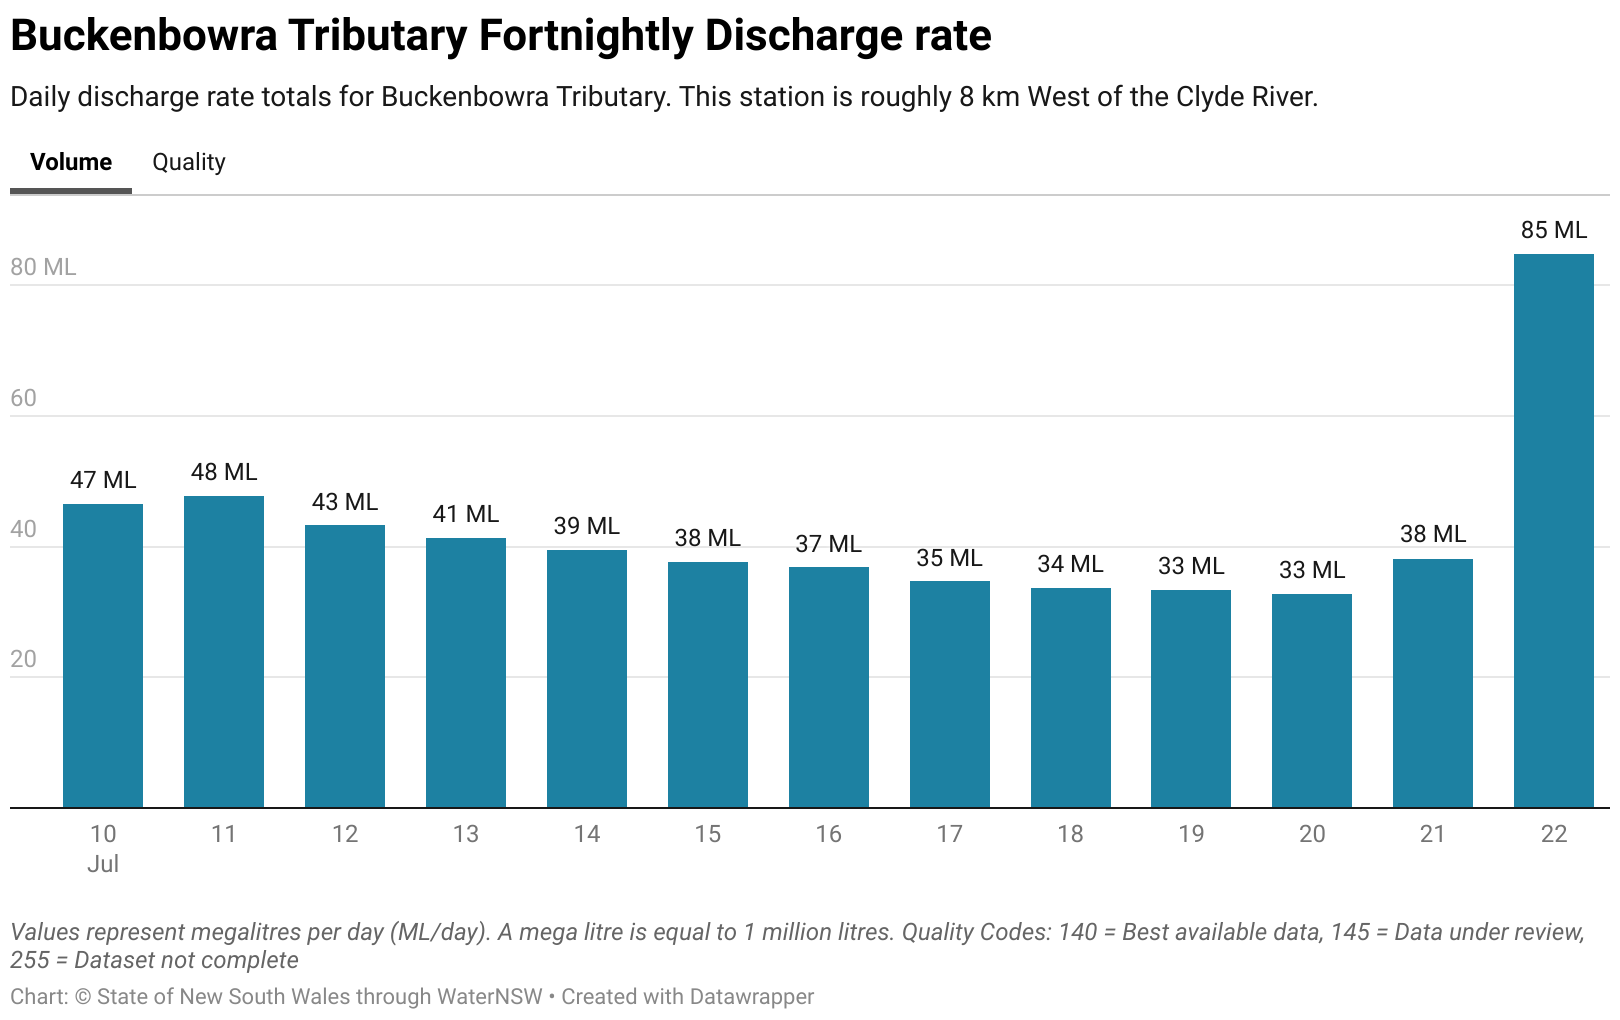 Buckenbowra Tributary Fortnightly Discharge rate
Daily discharge rate totals for Buckenbowra Tributary. This station is roughly 8 km West of the Clyde River.
Volume Quality
85 ML
80 ML
60
47 ML 48 ML 43 ML 41 ML 39 ML 38 ML 37 ML 35 ML 34 ML 33 ML 33 ML 38 ML
40
20
10 11 12 13 14 15 16 17 18 19 20 21 22
Jul
Values represent megalitres per day (ML/day). A mega litre is equal to 1 million litres. Quality Codes: 140 = Best available data, 145 = Data under review,
255 = Dataset not complete
Chart: © State of New South Wales through WaterNSW • Created with Datawrapper